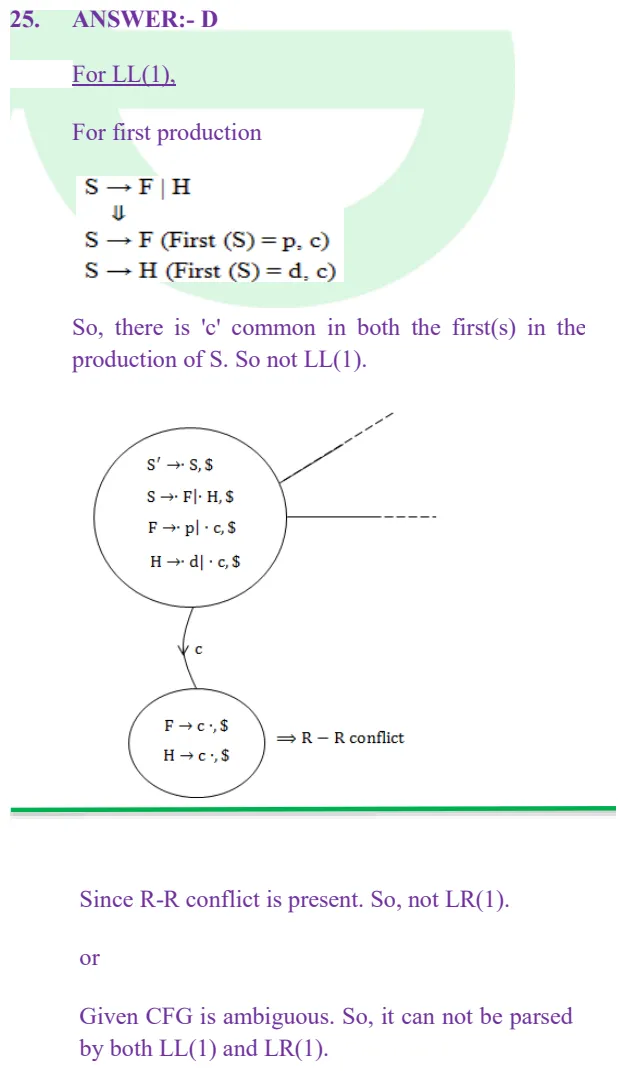 25. ANSWER:- D
For LL(1),
For first production
S → F | H
⇓
S → F (First (S) = p, c)
S → H (First (S) = d, c)
So, there is 'c' common in both the first(s) in the
production of S. So not LL(1).
S′ →· S, $
S →· F|· H, $
F →· p| · c, $
H →· d| · c, $
c
F → c ·, $
H → c ·, $
⟹ R − R conflict
Since R-R conflict is present. So, not LR(1).
or
Given CFG is ambiguous. So, it can not be parsed
by both LL(1) and LR(1).